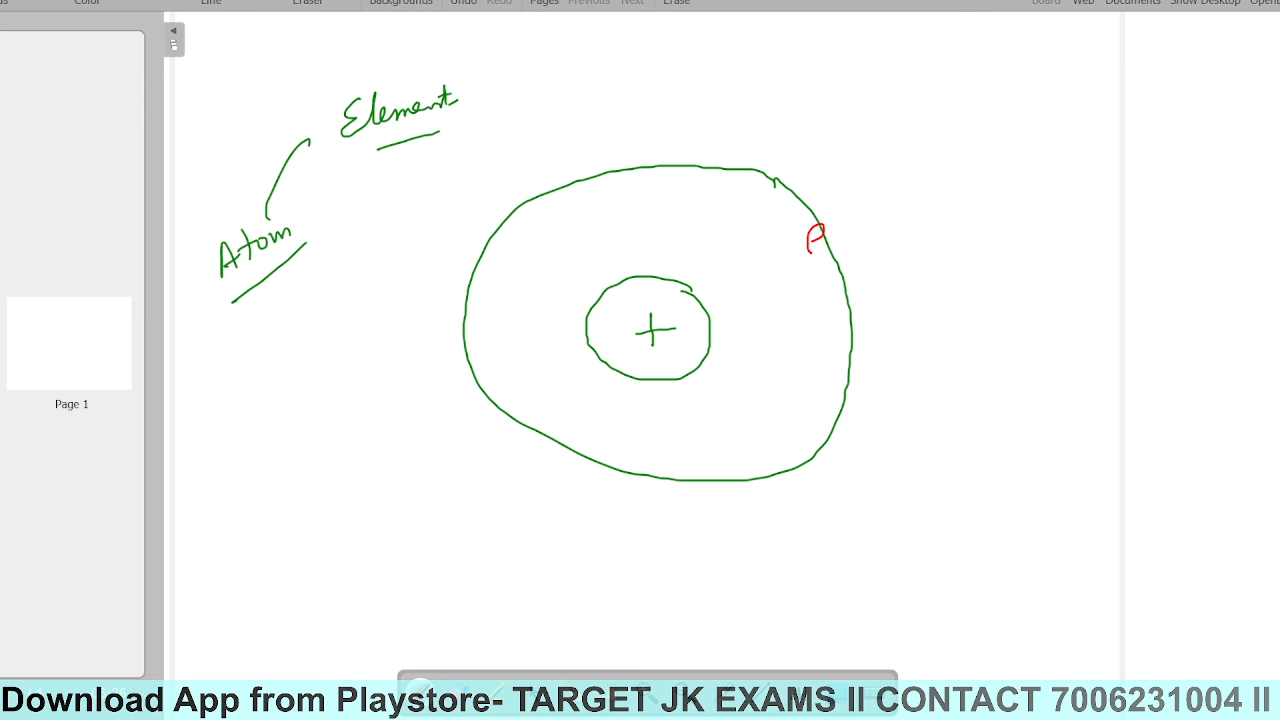 Color
Line
Eraser
Backgrounds
Undo Redo
Pages Previous Next
Erase
Board Web Documents Show Desktop
Element
Atom
+
Page 1
Download App from Playstore- TARGET JK EXAMS II CONTACT 7006231004 II